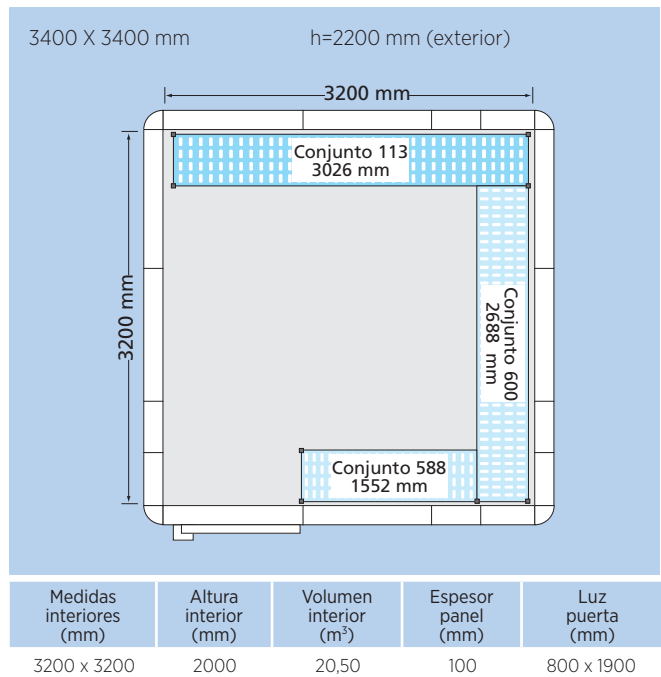 3400 X 3400 mm
h=2200 mm (exterior)
3200 mm
Conjunto 113
3026 mm
3200 mm
Conjunto 600
2688 mm
Conjunto 588
1552 mm
Medidas
interiores
(mm)
Altura
interior
(mm)
Volumen
interior
(m³)
Espesor
panel
(mm)
Luz
puerta
(mm)
3200 x 3200
2000
20,50
100
800 x 1900